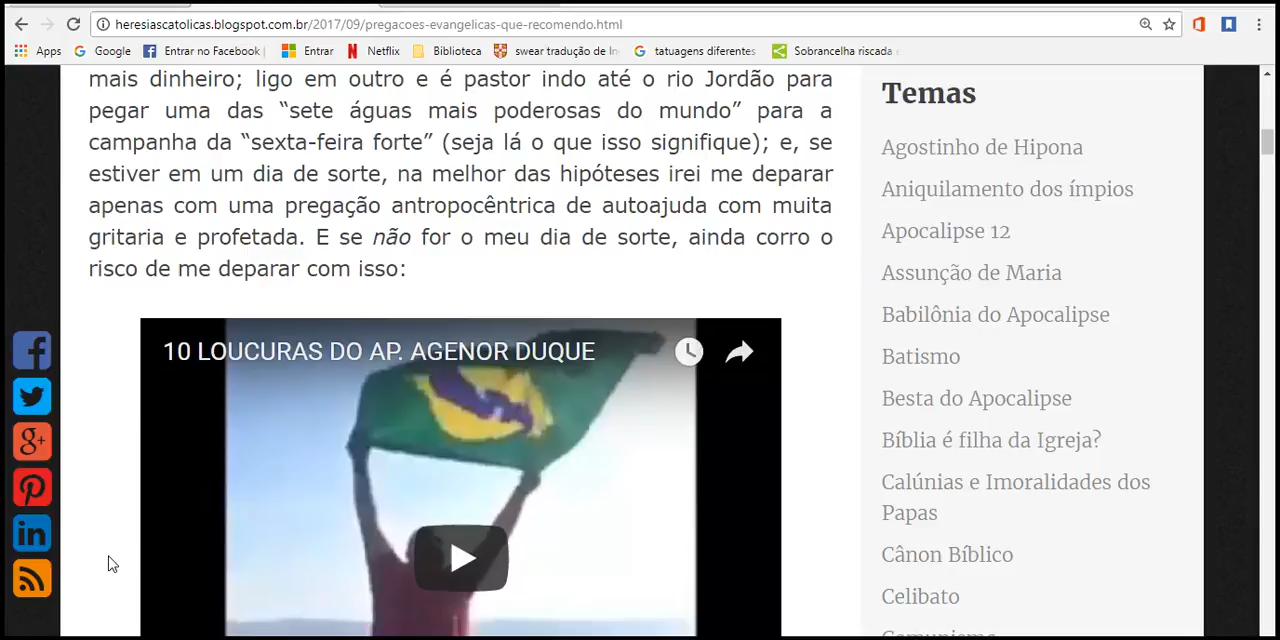 heresiascatolicas.blogspot.com.br/2017/09/pregacoes-evangelicas-que-recomendo.html
Apps Google Entrar no Facebook Entrar Netflix Biblioteca swear tradução de In tatuagens diferentes Sobrancelha riscada
mais dinheiro; ligo em outro e é pastor indo até o rio Jordão para
pegar uma das “sete águas mais poderosas do mundo” para a
campanha da “sexta-feira forte” (seja lá o que isso signifique); e, se
estiver em um dia de sorte, na melhor das hipóteses irei me deparar
apenas com uma pregação antropocêntrica de autoajuda com muita
gritaria e profetada. E se não for o meu dia de sorte, ainda corro o
risco de me deparar com isso:
10 LOUCURAS DO AP. AGENOR DUQUE
Temas
Agostinho de Hipona
Aniquilamento dos ímpios
Apocalipse 12
Assunção de Maria
Babilônia do Apocalipse
Batismo
Besta do Apocalipse
Bíblia é filha da Igreja?
Calúnias e Imoralidades dos
Papas
Cânon Bíblico
Celibato